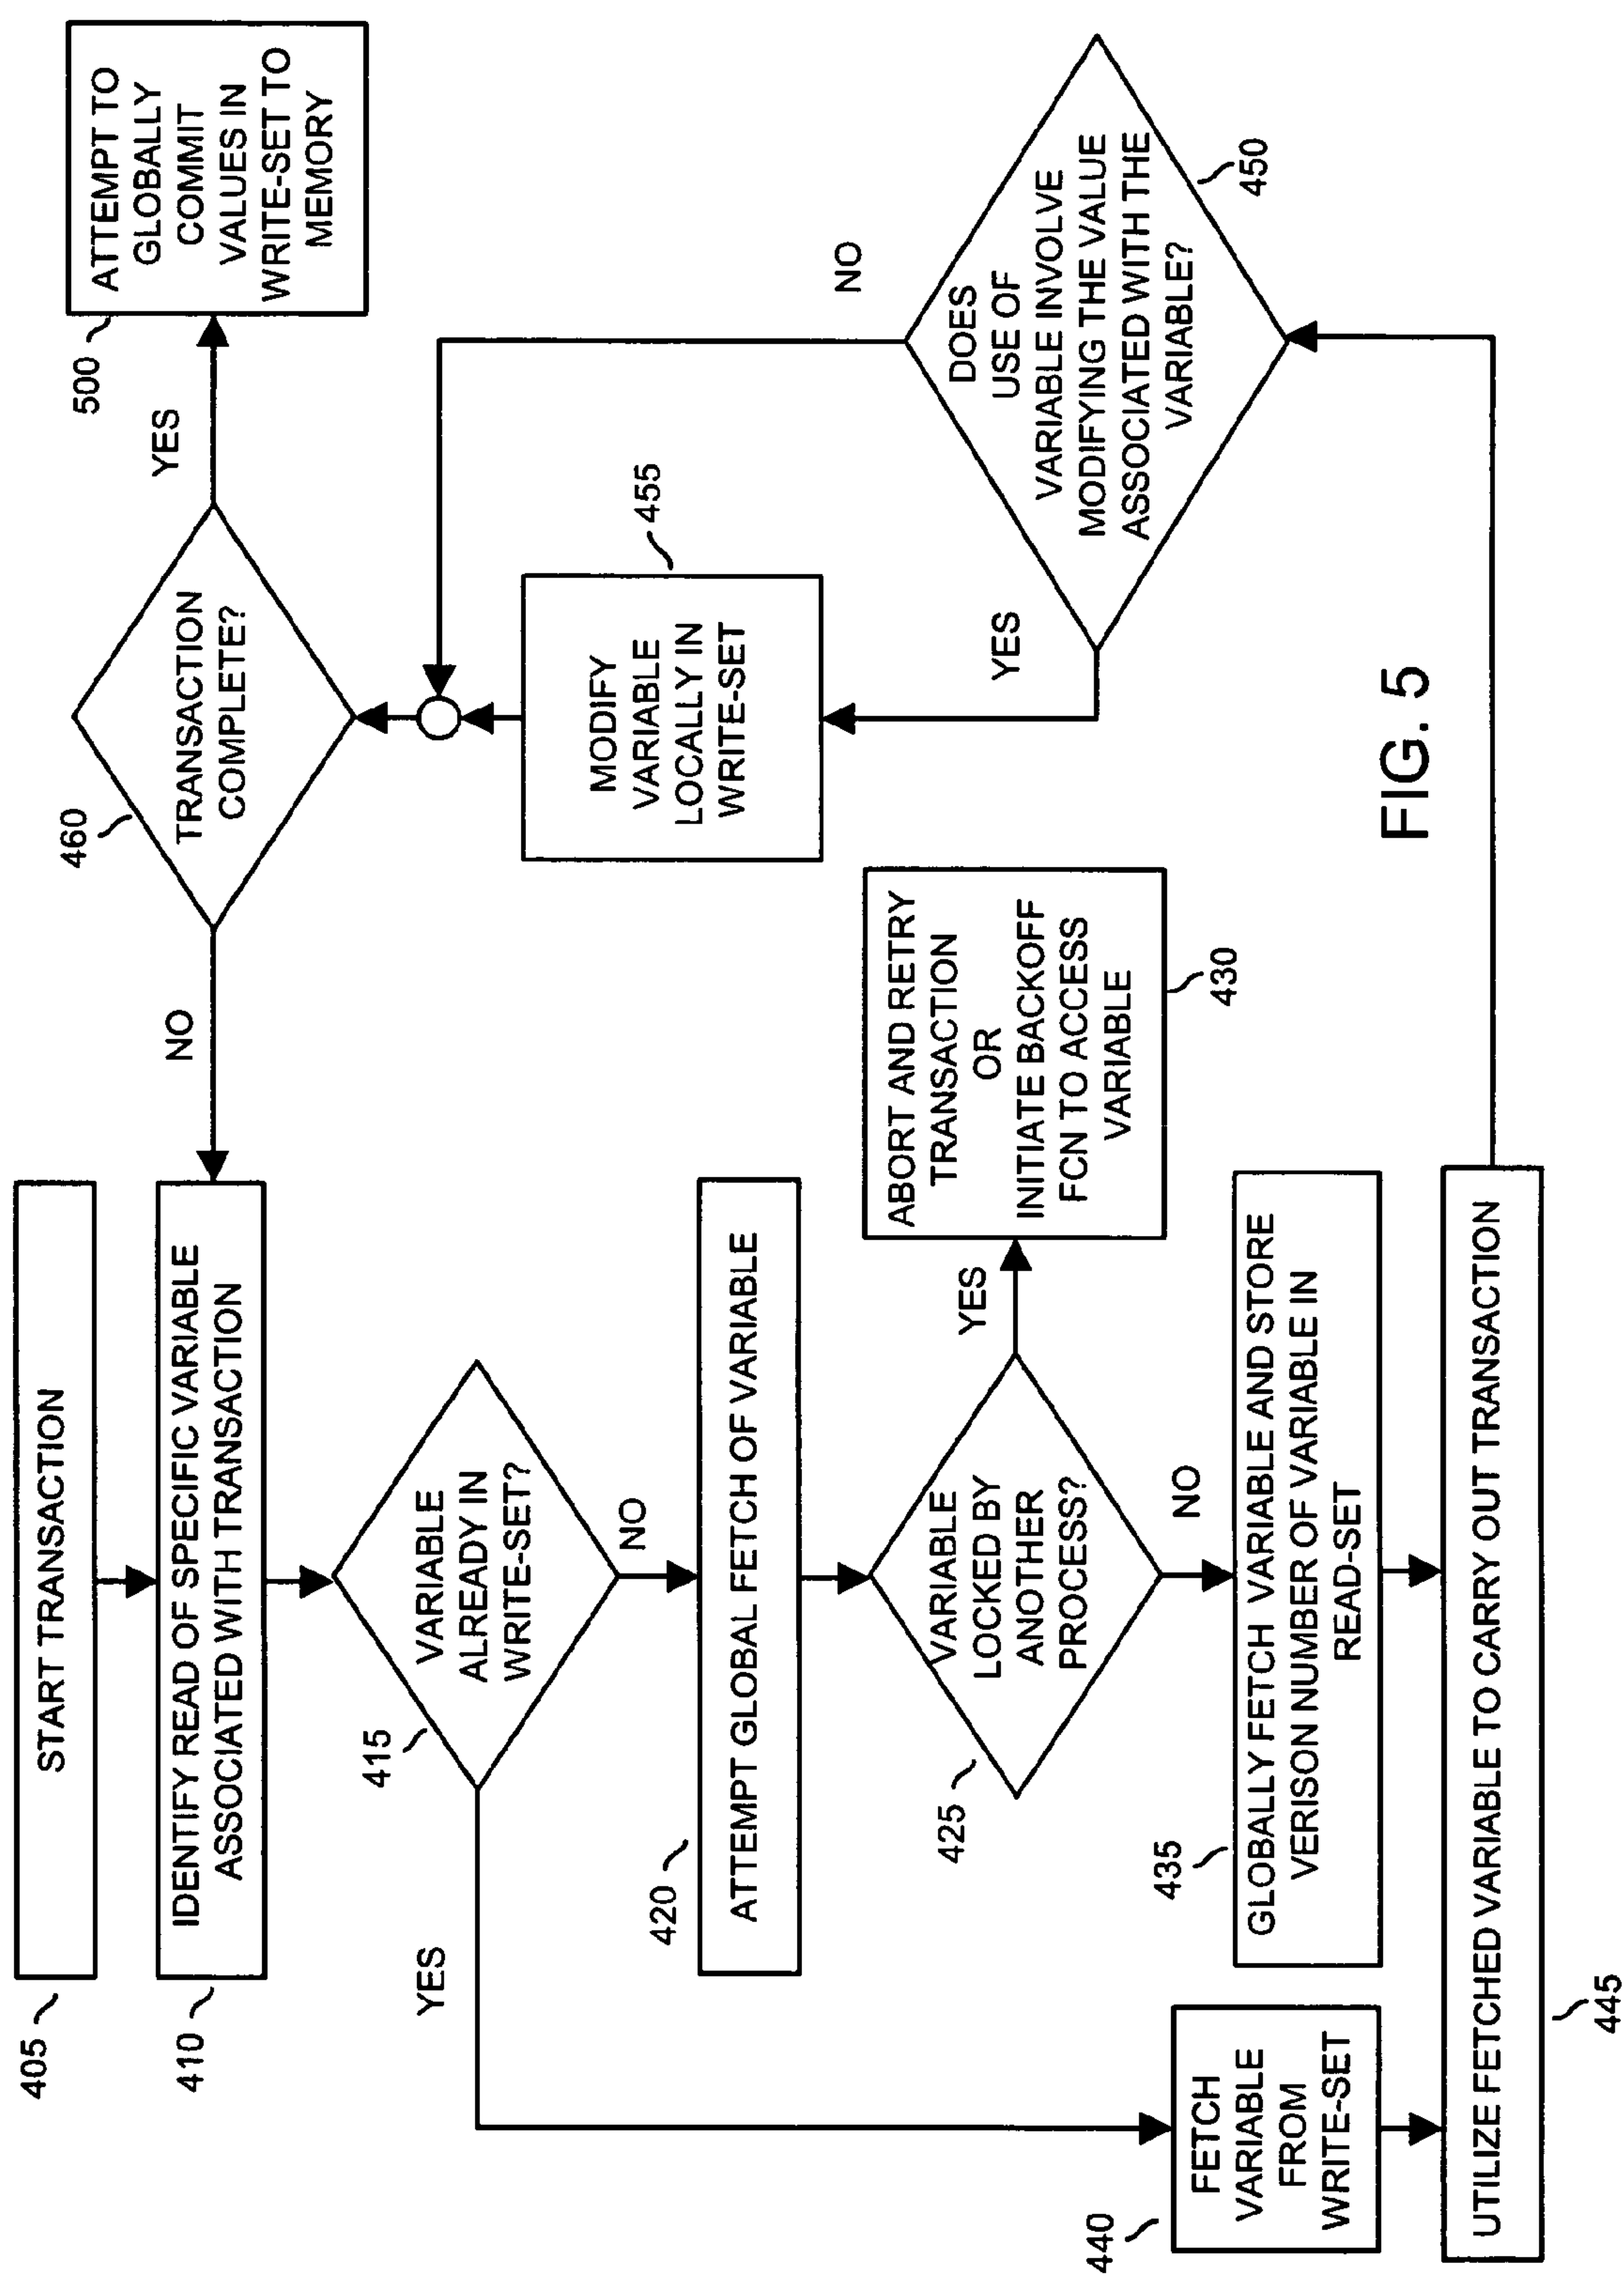 START TRANSACTION
405
IDENTIFY READ OF SPECIFIC VARIABLE
ASSOCIATED WITH TRANSACTION
410
VARIABLE
ALREADY IN
WRITE-SET?
415
YES
NO
ATTEMPT GLOBAL FETCH OF VARIABLE
420
VARIABLE
LOCKED BY
ANOTHER
PROCESS?
425
YES
NO
ABORT AND RETRY
TRANSACTION
OR
INITIATE BACKOFF
FCN TO ACCESS
VARIABLE
430
GLOBALLY FETCH VARIABLE AND STORE
VERISON NUMBER OF VARIABLE IN
READ-SET
435
FETCH
VARIABLE
FROM
WRITE-SET
440
UTILIZE FETCHED VARIABLE TO CARRY OUT TRANSACTION
445
DOES
USE OF
VARIABLE INVOLVE
MODIFYING THE VALUE
ASSOCIATED WITH THE
VARIABLE?
450
YES
NO
MODIFY
VARIABLE
LOCALLY IN
WRITE-SET
455
TRANSACTION
COMPLETE?
460
NO
YES
ATTEMPT TO
GLOBALLY
COMMIT
VALUES IN
WRITE-SET TO
MEMORY
500
FIG. 5